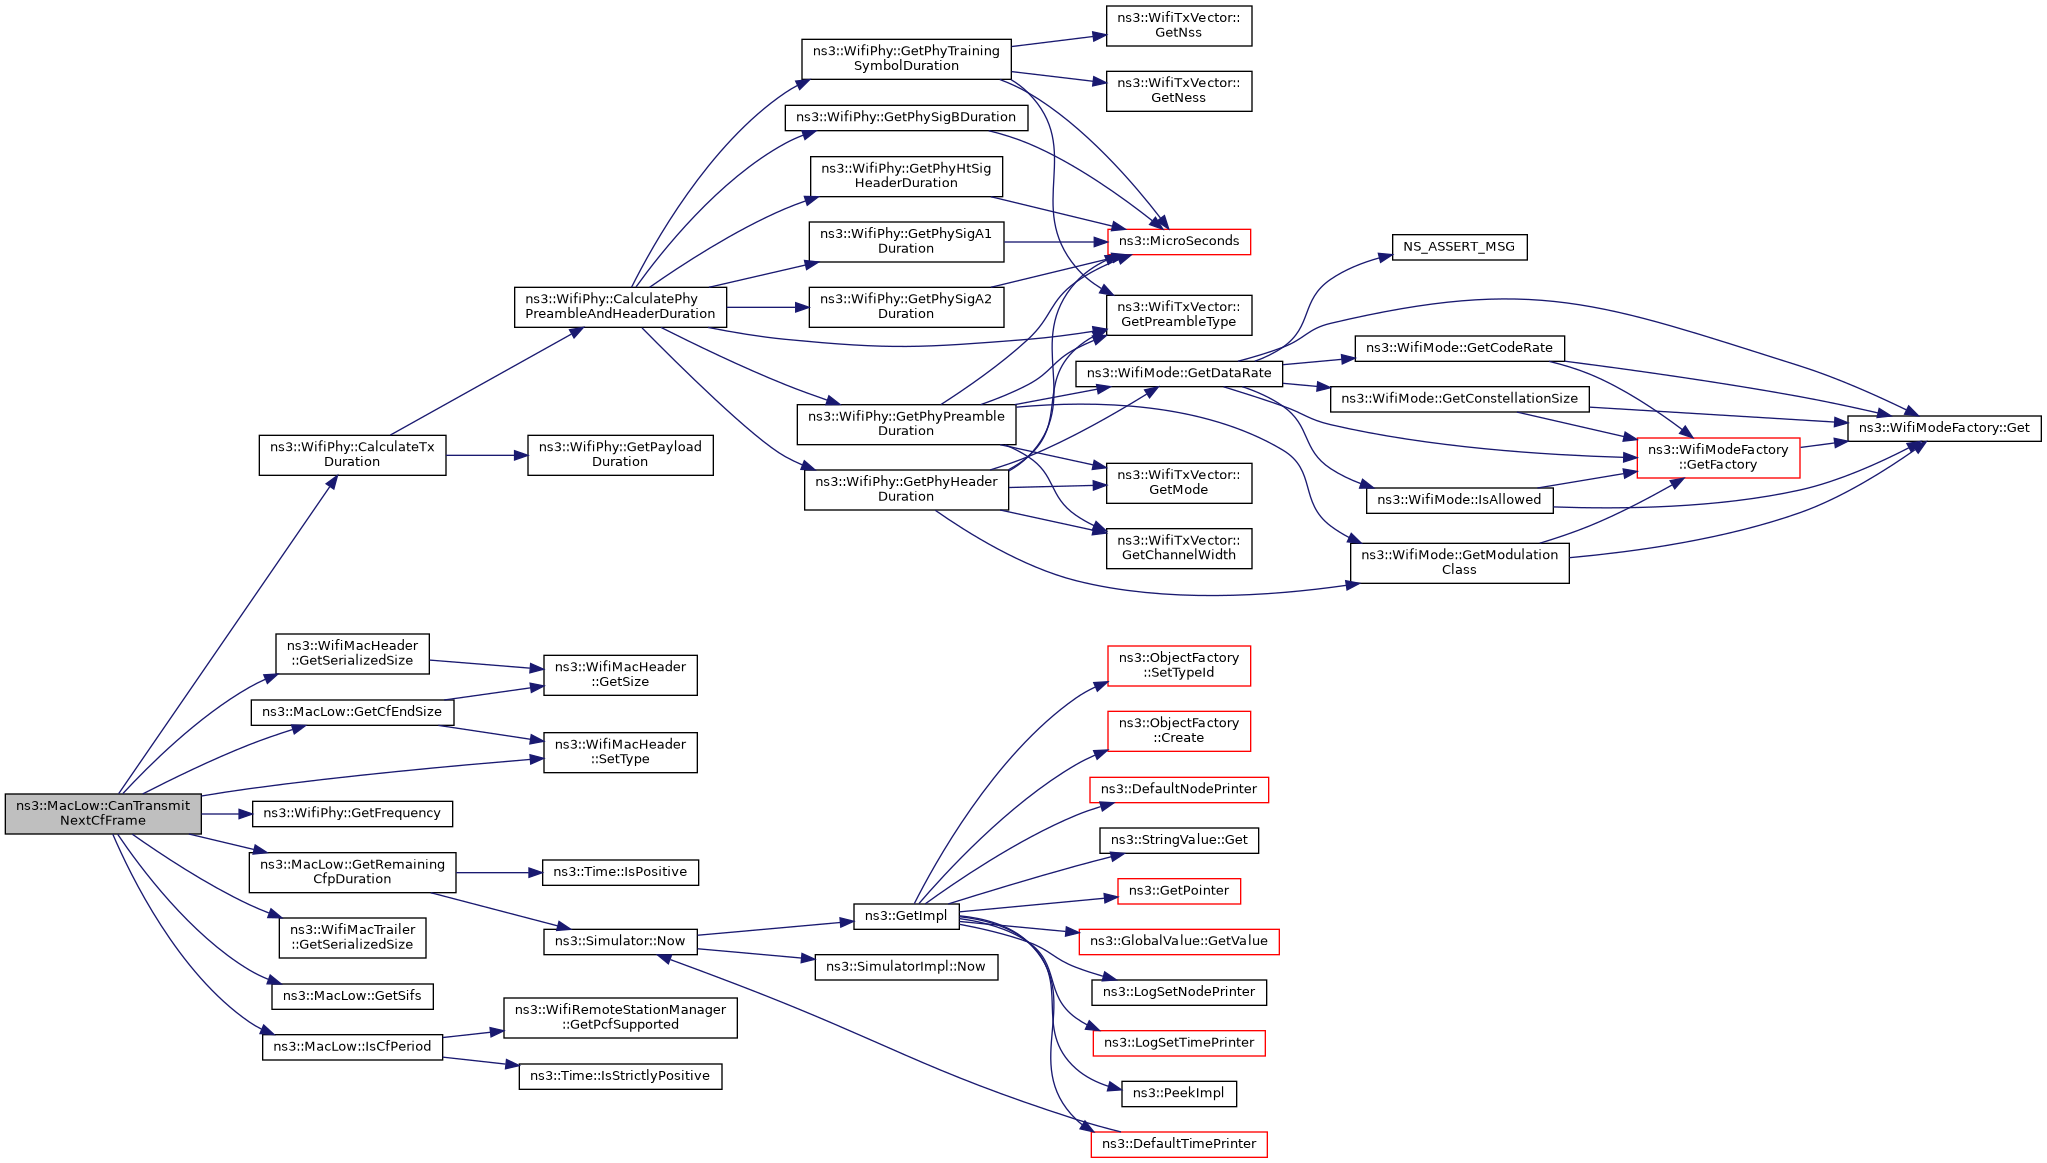 ns3::MacLow::CanTransmit
NextCfFrame
ns3::WifiPhy::CalculateTx
Duration
ns3::WifiMacHeader
::GetSerializedSize
ns3::MacLow::GetCfEndSize
ns3::WifiPhy::GetFrequency
ns3::MacLow::GetRemaining
CfpDuration
ns3::WifiMacTrailer
::GetSerializedSize
ns3::MacLow::GetSifs
ns3::MacLow::IsCfPeriod
ns3::WifiPhy::CalculatePhy
PreambleAndHeaderDuration
ns3::WifiPhy::GetPayload
Duration
ns3::WifiMacHeader
::GetSize
ns3::WifiMacHeader
::SetType
ns3::Time::IsPositive
ns3::Simulator::Now
ns3::WifiRemoteStationManager
::GetPcfSupported
ns3::Time::IsStrictlyPositive
ns3::WifiPhy::GetPhyTraining
SymbolDuration
ns3::WifiPhy::GetPhySigBDuration
ns3::WifiPhy::GetPhyHtSig
HeaderDuration
ns3::WifiPhy::GetPhySigA1
Duration
ns3::WifiPhy::GetPhySigA2
Duration
ns3::WifiPhy::GetPhyPreamble
Duration
ns3::WifiPhy::GetPhyHeader
Duration
ns3::GetImpl
ns3::SimulatorImpl::Now
ns3::WifiTxVector::
GetNss
ns3::WifiTxVector::
GetNess
ns3::MicroSeconds
ns3::WifiTxVector::
GetPreambleType
ns3::WifiMode::GetDataRate
ns3::WifiTxVector::
GetMode
ns3::WifiTxVector::
GetChannelWidth
ns3::ObjectFactory
::SetTypeId
ns3::ObjectFactory
::Create
ns3::DefaultNodePrinter
ns3::StringValue::Get
ns3::GetPointer
ns3::GlobalValue::GetValue
ns3::LogSetNodePrinter
ns3::LogSetTimePrinter
ns3::PeekImpl
ns3::DefaultTimePrinter
NS_ASSERT_MSG
ns3::WifiMode::GetCodeRate
ns3::WifiMode::GetConstellationSize
ns3::WifiMode::IsAllowed
ns3::WifiMode::GetModulation
Class
ns3::WifiModeFactory
::GetFactory
ns3::WifiModeFactory::Get